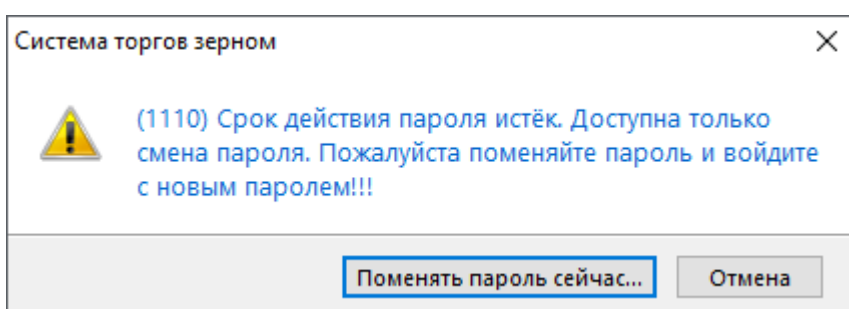 Система торгов зерном
(1110) Срок действия пароля истёк. Доступна только
смена пароля. Пожалуйста поменяйте пароль и войдите
с новым паролем!!!
Поменять пароль сейчас... Отмена